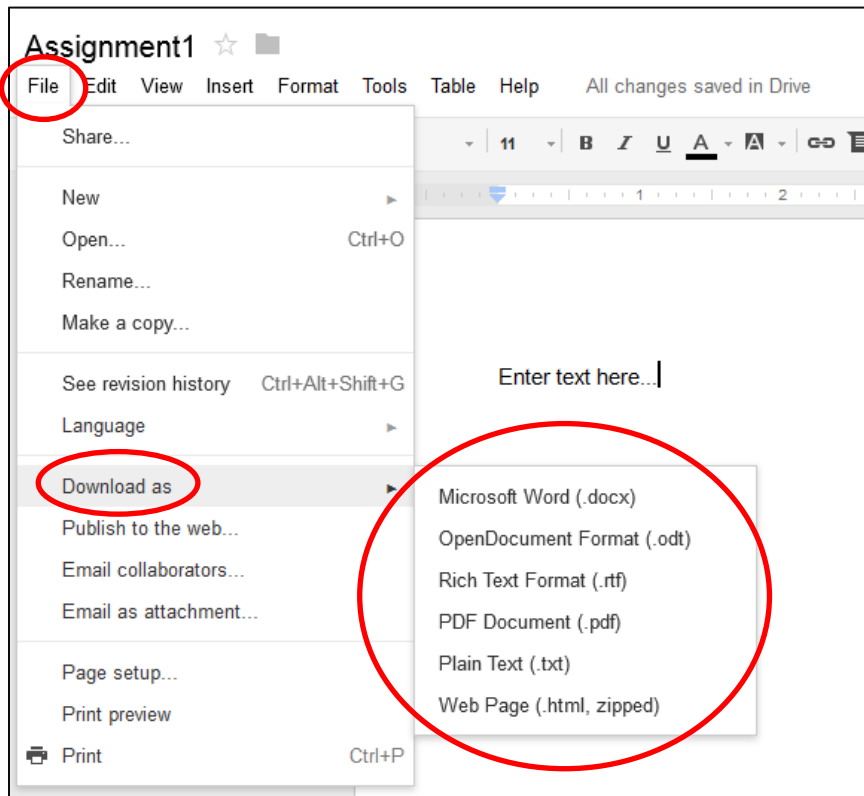 Assignment1
File Edit View Insert Format Tools Table Help All changes saved in Drive
Share...
11 B I U A A
New
1 2
Open... Ctrl+O
Rename...
Make a copy...
See revision history Ctrl+Alt+Shift+G
Enter text here...
Language
Download as
Microsoft Word (.docx)
Publish to the web...
OpenDocument Format (.odt)
Email collaborators...
Rich Text Format (.rtf)
Email as attachment...
PDF Document (.pdf)
Plain Text (.txt)
Page setup...
Web Page (.html, zipped)
Print preview
Print Ctrl+P